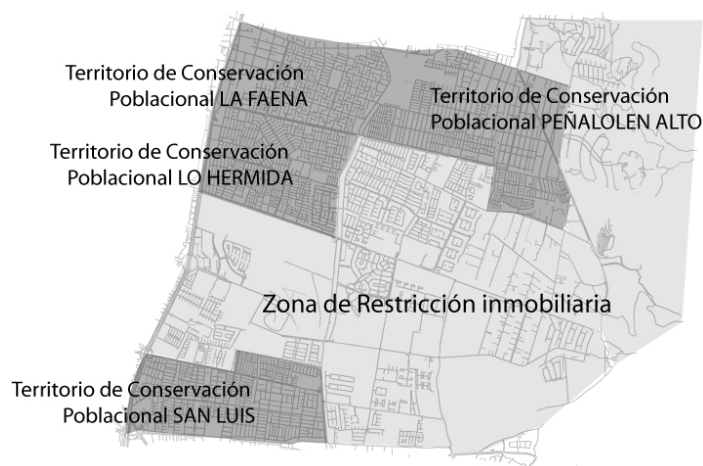 Territorio de Conservación
Poblacional LA FAENA
Territorio de Conservación
Poblacional PEÑALOLEN ALTO
Territorio de Conservación
Poblacional LO HERMIDA
Zona de Restricción inmobiliaria
Territorio de Conservación
Poblacional SAN LUIS